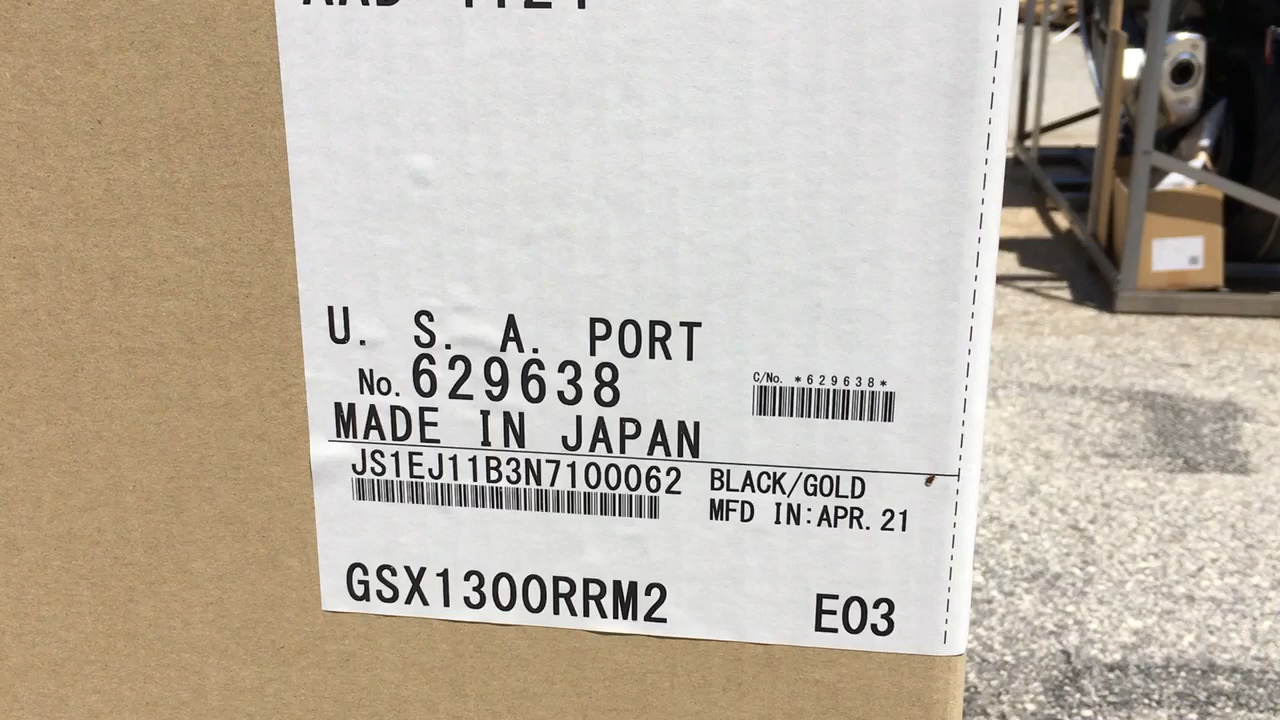 U. S. A. PORT
No. 629638
C/No. *629638*
MADE IN JAPAN
JS1EJ11B3N7100062
BLACK/GOLD
MFD IN:APR. 21
GSX1300RRM2
E03